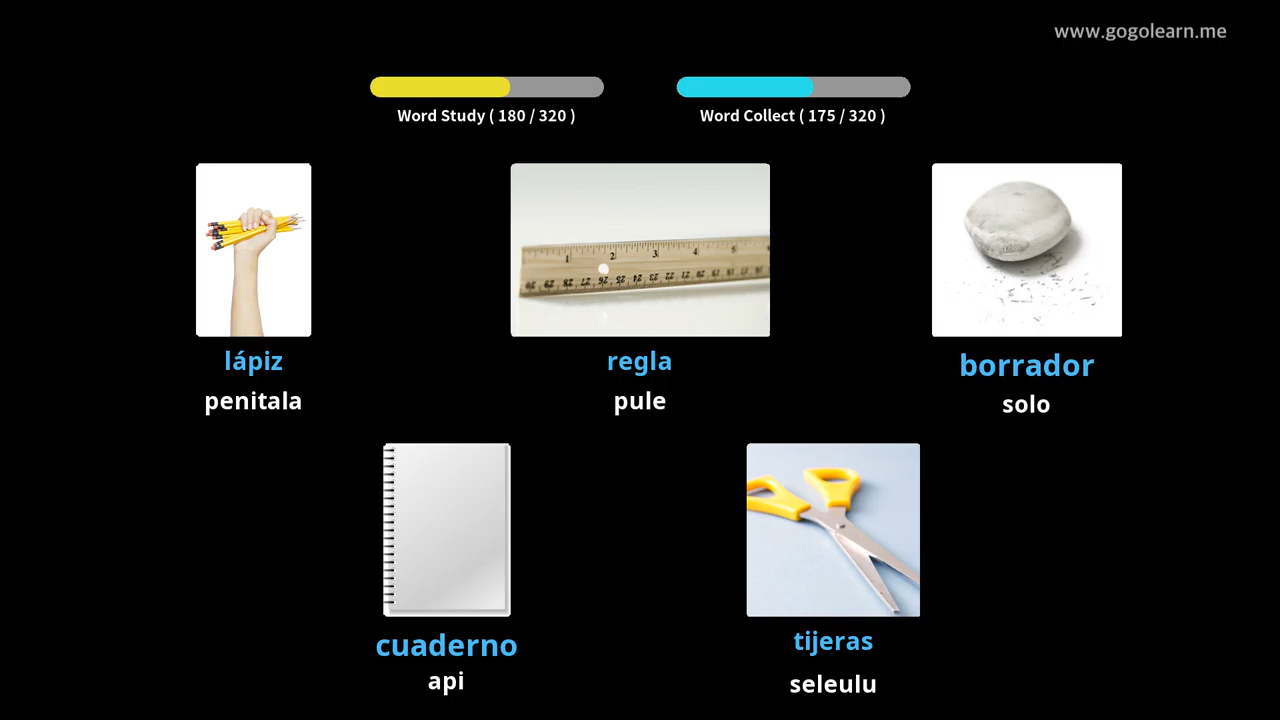 www.gogolearn.me
Word Study ( 180 / 320 )
Word Collect ( 175 / 320 )
lápiz
penitala
regla
pule
borrador
solo
cuaderno
api
tijeras
seleulu